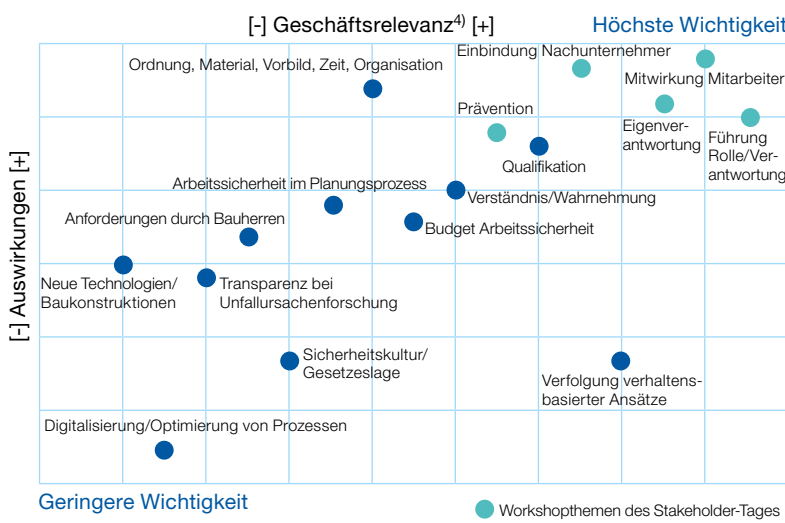 [-] Geschäftsrelevanz4) [+]
Höchste Wichtigkeit
[-] Auswirkungen [+]
Ordnung, Material, Vorbild, Zeit, Organisation
Einbindung Nachunternehmer
Mitwirkung Mitarbeiter
Prävention
Eigenver-
antwortung
Führung
Rolle/Ver-
antwortung
Qualifikation
Arbeitssicherheit im Planungsprozess
Verständnis/Wahrnehmung
Anforderungen durch Bauherren
Budget Arbeitssicherheit
Neue Technologien/
Baukonstruktionen
Transparenz bei
Unfallursachenforschung
Sicherheitskultur/
Gesetzeslage
Verfolgung verhaltens-
basierter Ansätze
Digitalisierung/Optimierung von Prozessen
Geringere Wichtigkeit
Workshopthemen des Stakeholder-Tages